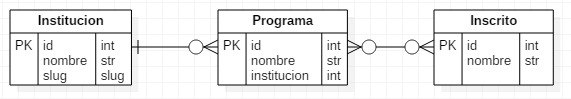 Institucion
PK id int
nombre str
slug slug
Programa
PK id int
nombre str
institucion int
Inscrito
PK id int
nombre str